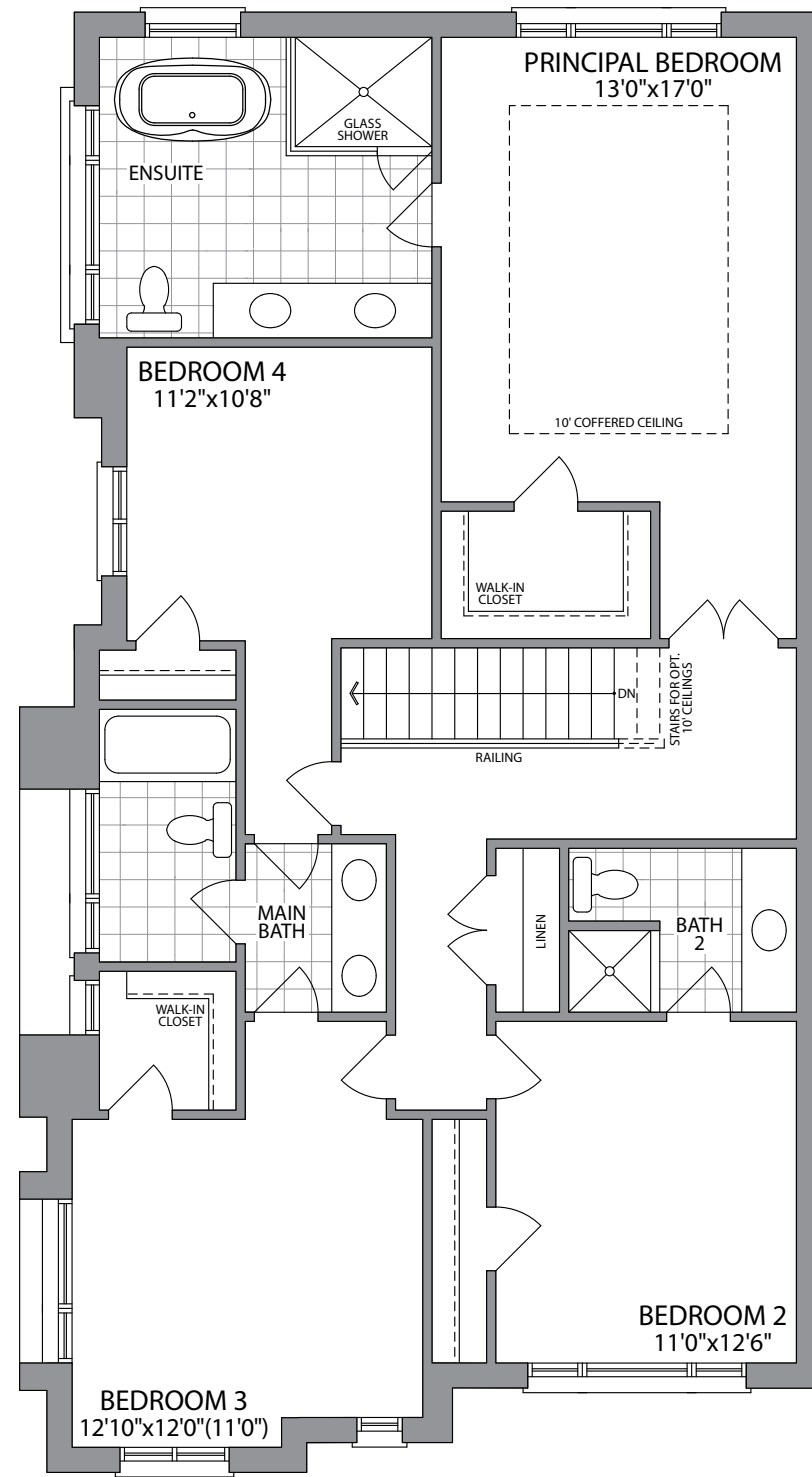 PRINCIPAL BEDROOM
13'0"x17'0"
GLASS
SHOWER
ENSUITE
BEDROOM 4
11'2"x10'8"
10' COFFERED CEILING
WALK-IN
CLOSET
STAIRS FOR OPT.
10' CEILINGS
DN
RAILING
MAIN
BATH
LINEN
BATH
2
WALK-IN
CLOSET
BEDROOM 2
11'0"x12'6"
BEDROOM 3
12'10"x12'0"(11'0")